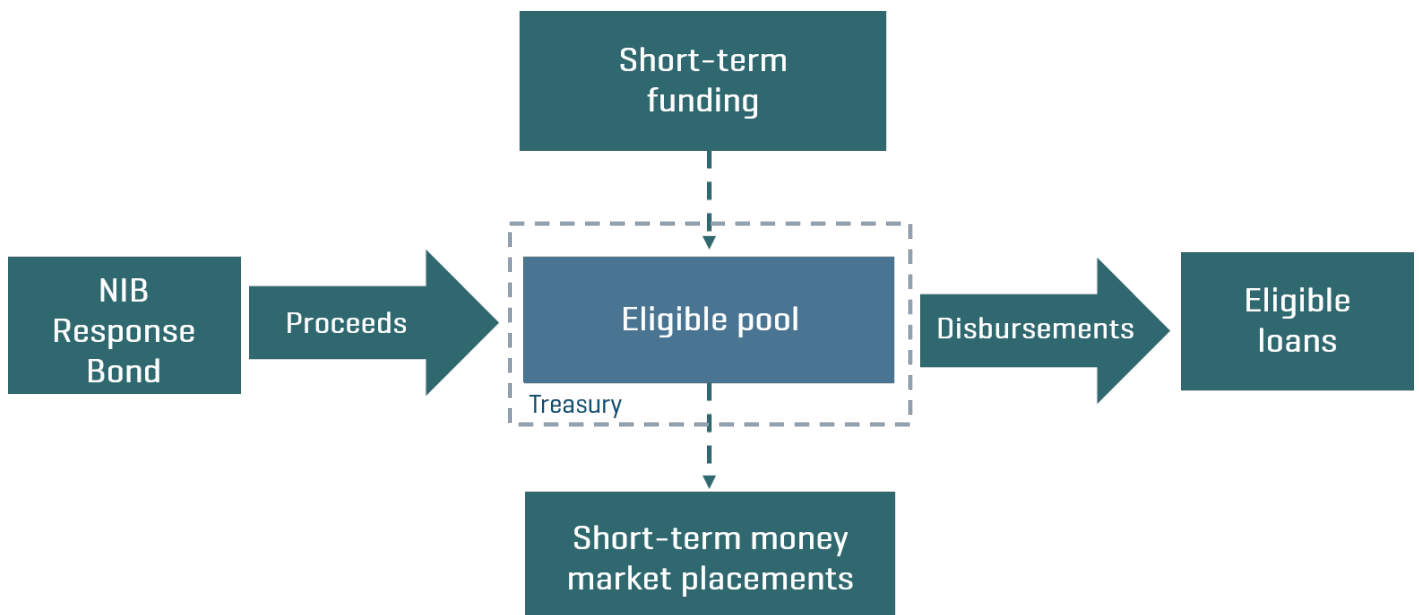 Short-term
funding
NIB
Response
Bond
Proceeds
Eligible pool
Treasury
Disbursements
Eligible
loans
Short-term money
market placements